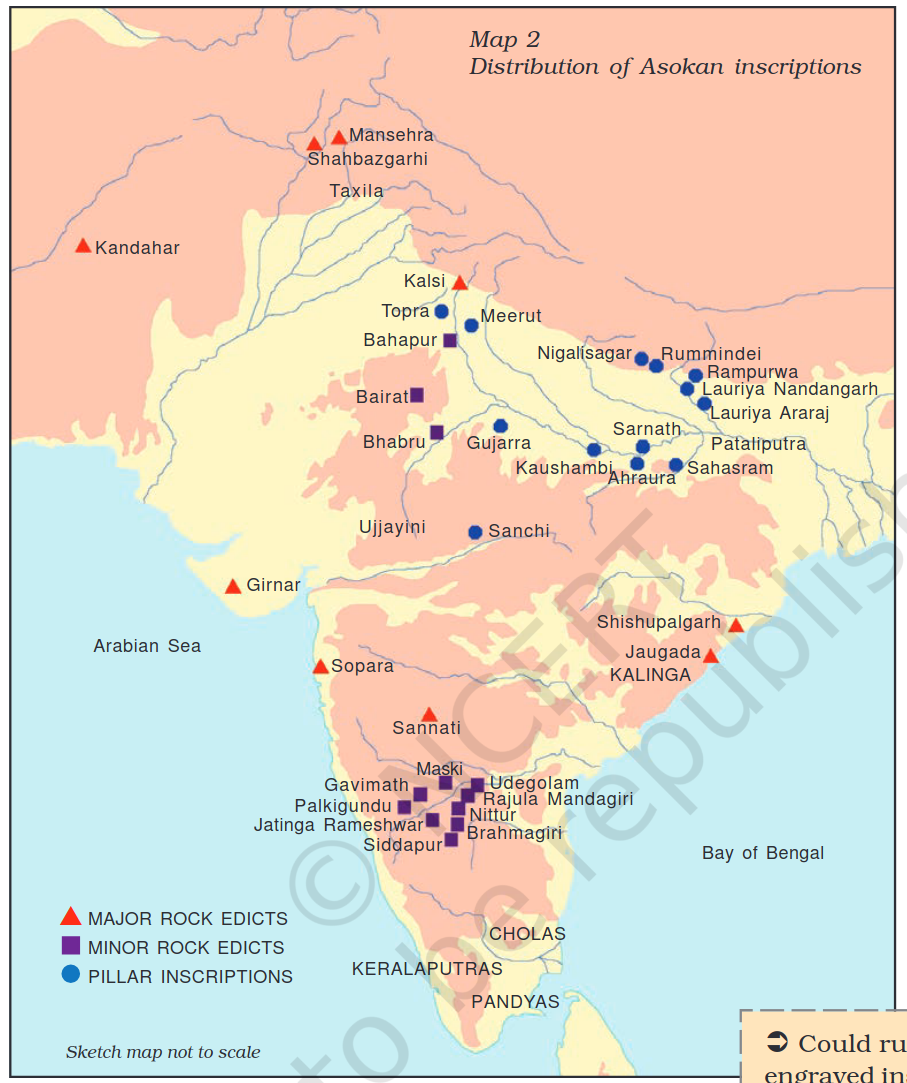 Map 2
Distribution of Asokan inscriptions
Mansehra
Shahbazgarhi
Taxila
Kandahar
Kalsi
Topra
Meerut
Bahapur
Nigalisagar
Rummindei
Rampurwa
Bairat
Lauriya Nandangarh
Lauriya Araraj
Bhabru
Gujarra
Sarnath
Pataliputra
Kaushambi
Sahasram
Ahraura
Ujjayini
Sanchi
Girnar
Shishupalgarh
Arabian Sea
Jaugada
Sopara
KALINGA
Sannati
Maski
Gavimath
Udegolam
Palkigundu
Rajula Mandagiri
Nittur
Jatinga Rameshwar
Brahmagiri
Siddapur
Bay of Bengal
MAJOR ROCK EDICTS
MINOR ROCK EDICTS
PILLAR INSCRIPTIONS
CHOLAS
KERALAPUTRAS
PANDYAS
Sketch map not to scale
Could ru
engraved in
© NCERT
to be republish